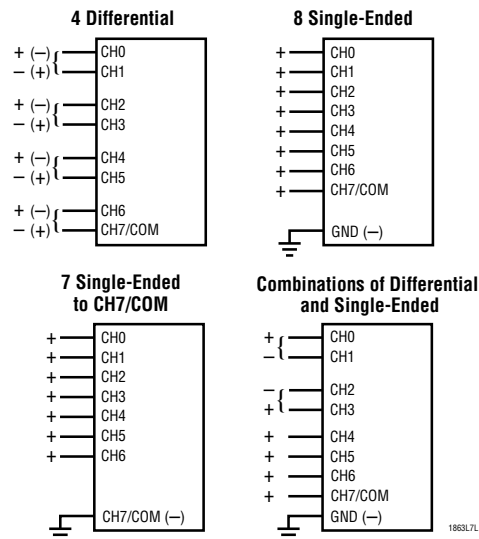 4 Differential
+ (−) { CH0
− (+) CH1
+ (−) { CH2
− (+) CH3
+ (−) { CH4
− (+) CH5
+ (−) { CH6
− (+) CH7/COM
8 Single-Ended
+ CH0
+ CH1
+ CH2
+ CH3
+ CH4
+ CH5
+ CH6
+ CH7/COM
GND (−)
7 Single-Ended
to CH7/COM
+ CH0
+ CH1
+ CH2
+ CH3
+ CH4
+ CH5
+ CH6
CH7/COM (−)
Combinations of Differential
and Single-Ended
+ { CH0
− CH1
− { CH2
+ CH3
+ CH4
+ CH5
+ CH6
+ CH7/COM
GND (−)
1863L7L